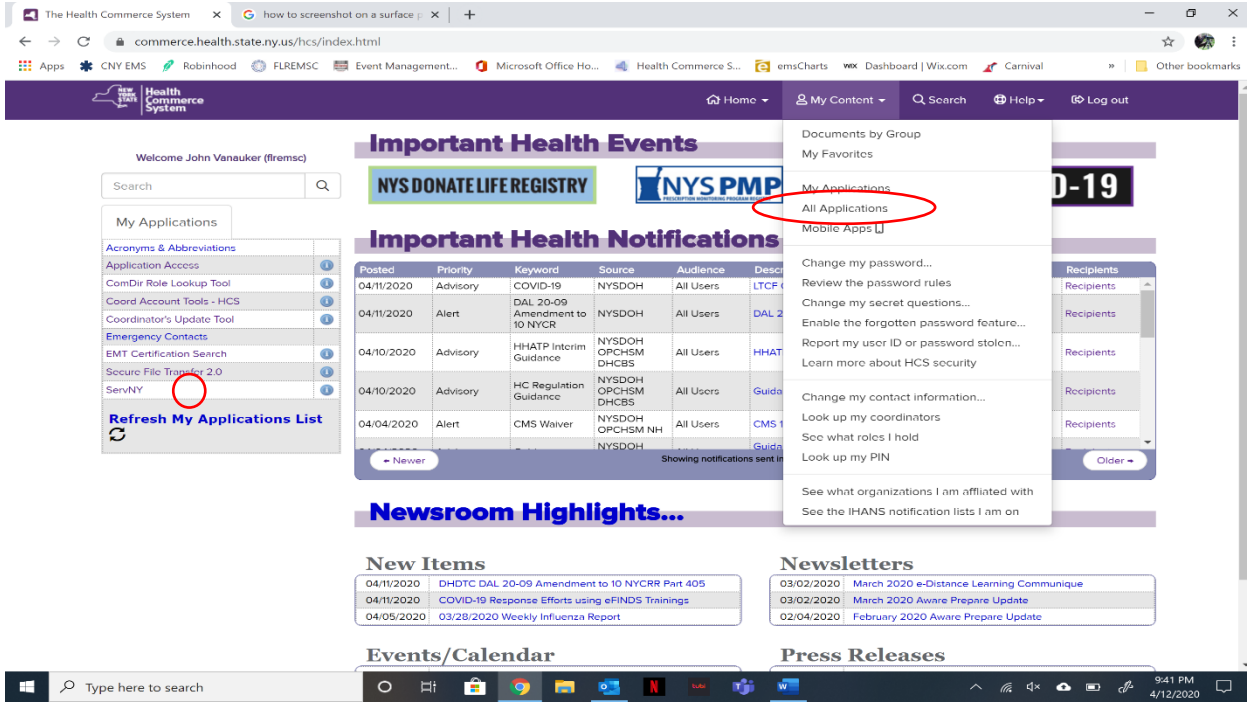 The Health Commerce System
how to screenshot on a surface p
commerce.health.state.ny.us/hcs/index.html
Apps
CNY EMS
Robinhood
FLREMSC
Event Management...
Microsoft Office Ho...
Health Commerce S...
emsCharts
WIX Dashboard | Wix.com
Carnival
»
Other bookmarks
NEW YORK STATE
Health Commerce System
Home
My Content
Search
Help
Log out
Welcome John Vanauker (flremsc)
Search
My Applications
Acronyms & Abbreviations
Application Access
ComDir Role Lookup Tool
Coord Account Tools - HCS
Coordinator's Update Tool
Emergency Contacts
EMT Certification Search
Secure File Transfer 2.0
ServNY
Refresh My Applications List
Important Health Events
NYS DONATE LIFE REGISTRY
NYS PMP
PRESCRIPTION MONITORING PROGRAM
D-19
Important Health Notifications
Posted Priority Keyword Source Audience Descr Recipients
04/11/2020 Advisory COVID-19 NYSDOH All Users LTCF Recipients
04/11/2020 Alert DAL 20-09 Amendment to 10 NYCR NYSDOH All Users DAL 2 Recipients
04/10/2020 Advisory HHATP Interim Guidance NYSDOH OPCHSM DHCBS All Users HHAT Recipients
04/10/2020 Advisory HC Regulation Guidance NYSDOH OPCHSM DHCBS All Users Guida Recipients
04/04/2020 Alert CMS Waiver NYSDOH OPCHSM NH All Users CMS 1 Recipients
NYSDOH Guida
Newer
Showing notifications sent in
Older
Documents by Group
My Favorites
My Applications
All Applications
Mobile Apps
Change my password...
Review the password rules
Change my secret questions...
Enable the forgotten password feature...
Report my user ID or password stolen...
Learn more about HCS security
Change my contact information...
Look up my coordinators
See what roles I hold
Look up my PIN
See what organizations I am affliated with
See the IHANS notification lists I am on
Newsroom Highlights...
New Items
04/11/2020 DHDTC DAL 20-09 Amendment to 10 NYCRR Part 405
04/11/2020 COVID-19 Response Efforts using eFINDS Trainings
04/05/2020 03/28/2020 Weekly Influenza Report
Newsletters
03/02/2020 March 2020 e-Distance Learning Communique
03/02/2020 March 2020 Aware Prepare Update
02/04/2020 February 2020 Aware Prepare Update
Events/Calendar
Press Releases
Type here to search
N
tubi
W
9:41 PM
4/12/2020